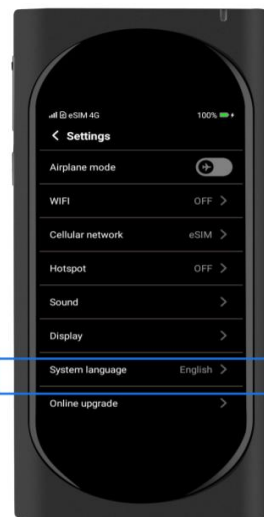 eSIM 4G 100%
Settings
Airplane mode
WIFI OFF
Cellular network eSIM
Hotspot OFF
Sound
Display
System language English
Online upgrade